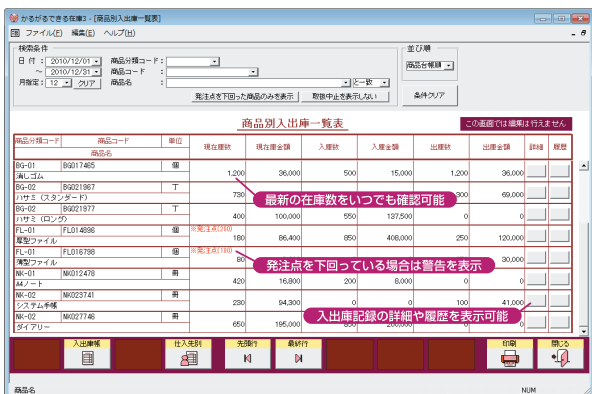 かるがるできる在庫3 - [商品別入出庫一覧表]
ファイル(F) 編集(E) ヘルプ(H)
検索条件
日 付 : 2010/12/01 商品分類コード :
～ 2010/12/31 商品コード :
月指定 : 12 クリア 商品名 : と一致
発注点を下回った商品のみを表示 取扱中止を表示しない
並び順
商品台帳順
条件クリア
商品別入出庫一覧表
この画面では編集は行えません
商品分類コード 商品コード 単位 現在庫数 現在庫金額 入庫数 入庫金額 出庫数 出庫金額 詳細 履歴
商品名
BG-01 BG017465 個
消しゴム 1,200 36,000 500 15,000 1,200 36,000
BG-02 BG021967 丁
ハサミ (スタンダード) 730 300 69,000
最新の在庫数をいつでも確認可能
BG-02 BG021977 丁
ハサミ (ロング) 400 100,000 550 137,500 0 0
FL-01 FL014896 個 ※発注点(200)
厚型ファイル 180 86,400 850 408,000 250 120,000
FL-01 FL016798 個 ※発注点(100)
薄型ファイル 80 30,000
発注点を下回っている場合は警告を表示
NK-01 NK012478 冊
A4ノート 420 16,800 200 8,000 0 0
NK-02 NK023741 冊
システム手帳 230 94,300 0 0 100 41,000
入出庫記録の詳細や履歴を表示可能
NK-02 NK027746 冊
ダイアリー 650 195,000
入出庫帳 仕入先別 先頭行 最終行 印刷 閉じる
商品名 NUM